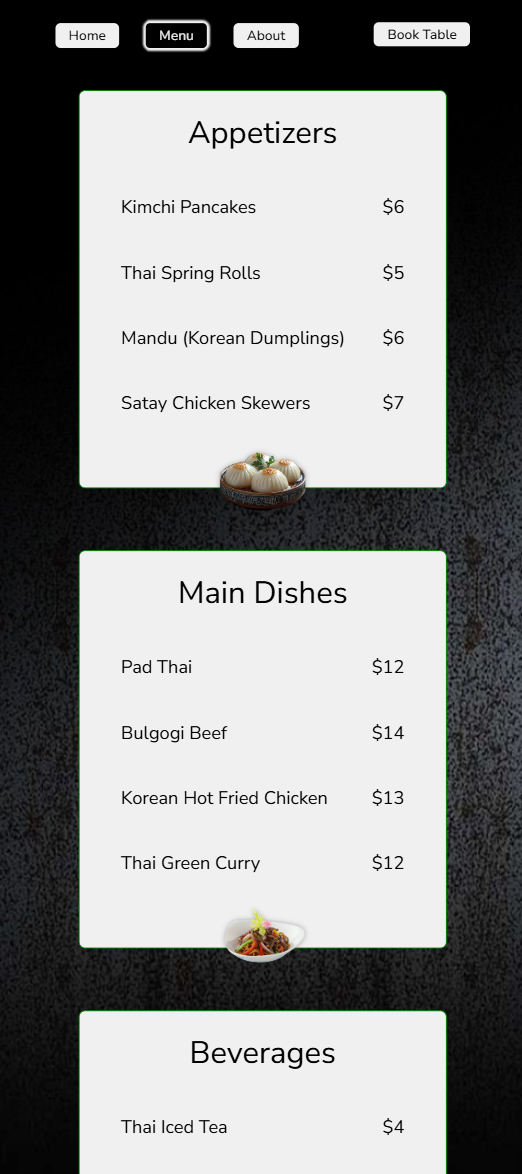 Home Menu About Book Table
Appetizers
Kimchi Pancakes $6
Thai Spring Rolls $5
Mandu (Korean Dumplings) $6
Satay Chicken Skewers $7
Main Dishes
Pad Thai $12
Bulgogi Beef $14
Korean Hot Fried Chicken $13
Thai Green Curry $12
Beverages
Thai Iced Tea $4